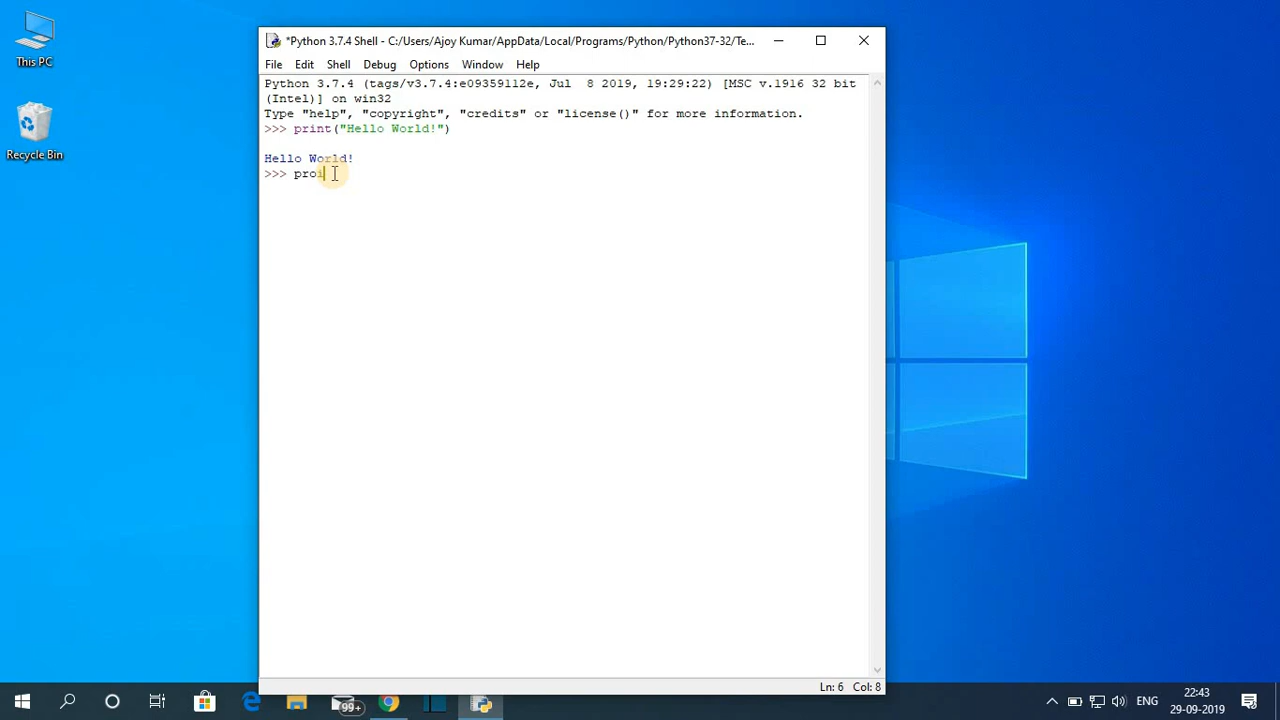 This PC
Recycle Bin
*Python 3.7.4 Shell - C:/Users/Ajoy Kumar/AppData/Local/Programs/Python/Python37-32/Te...
File Edit Shell Debug Options Window Help
Python 3.7.4 (tags/v3.7.4:e09359112e, Jul  8 2019, 19:29:22) [MSC v.1916 32 bit
(Intel)] on win32
Type "help", "copyright", "credits" or "license()" for more information.
>>> print("Hello World!")
Hello World!
>>> proi
Ln: 6 Col: 8
99+
ENG
22:43
29-09-2019